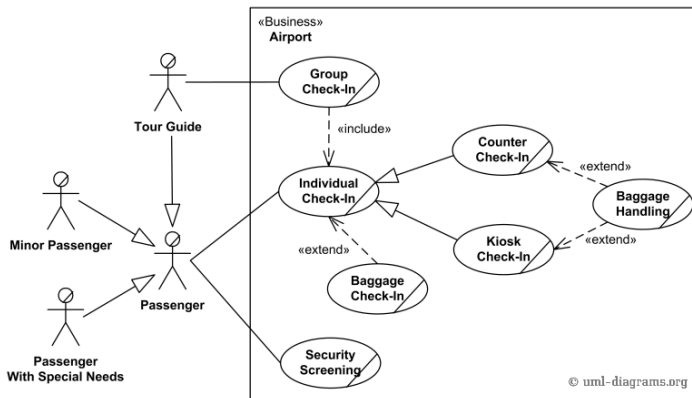 «Business»
Airport
Group
Check-In
Tour Guide
«include»
Counter
Check-In
«extend»
Individual
Check-In
Baggage
Handling
Minor Passenger
«extend»
«extend»
Kiosk
Check-In
Passenger
Baggage
Check-In
Passenger
With Special Needs
Security
Screening
© uml-diagrams.org